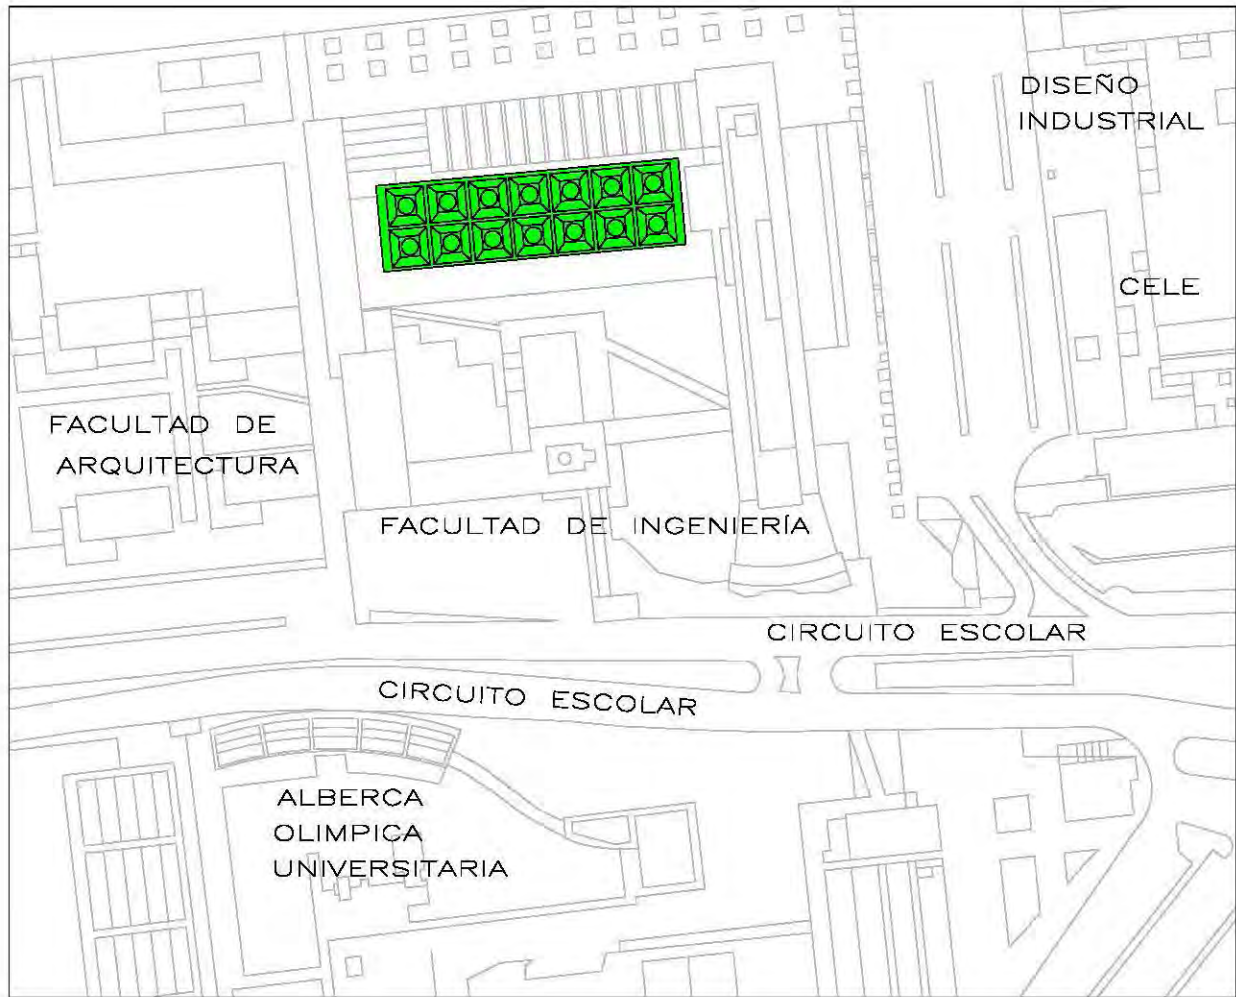 DISEÑO
INDUSTRIAL
CELE
FACULTAD DE
ARQUITECTURA
FACULTAD DE INGENIERÍA
CIRCUITO ESCOLAR
CIRCUITO ESCOLAR
ALBERCA
OLIMPICA
UNIVERSITARIA